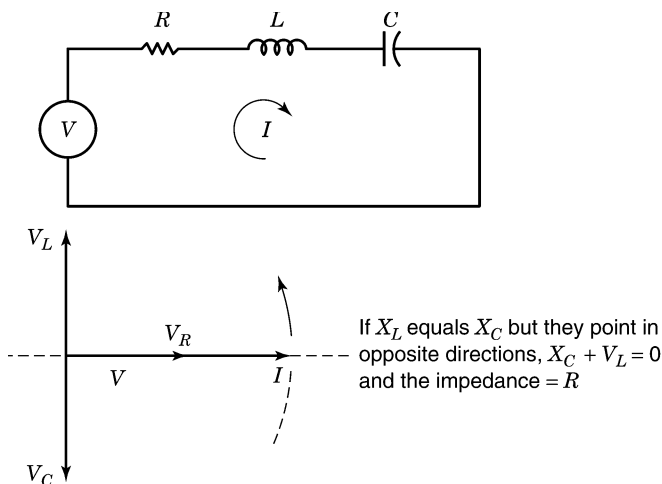 R L C
V I
V_L
V_R
V I
V_C
If X_L equals X_C but they point in
opposite directions, X_C + V_L = 0
and the impedance = R